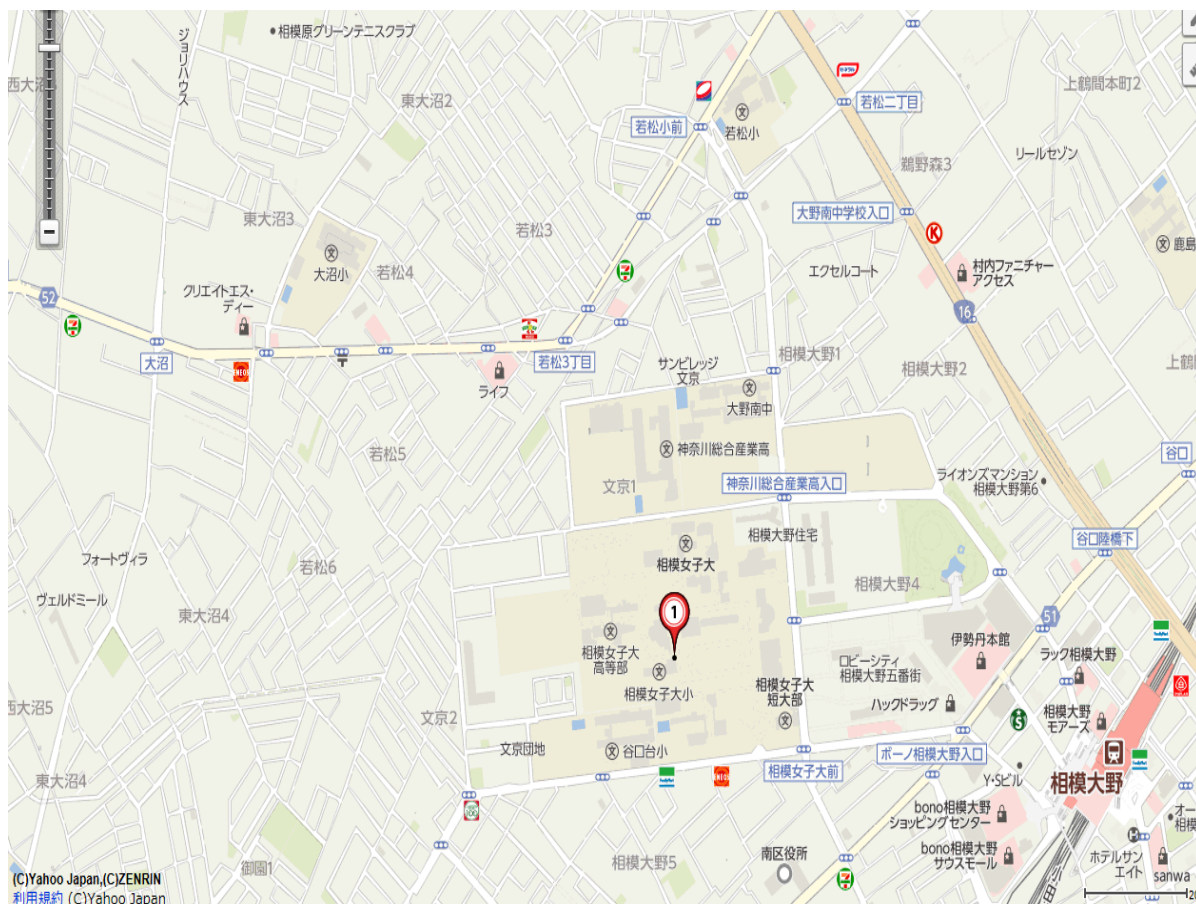 相模原グリーンテニスクラブ
ジョリハウス
西大沼
東大沼2
若松小前
若松小
若松二丁目
上鶴間本町2
リールセゾン
鵜野森3
東大沼3
大沼小
若松3
若松4
大野南中学校入口
K
鹿島
エクセルコート
村内ファニチャー
アクセス
52
クリエイトエス・
ディー
16
大沼
ENEOS
ライフ
若松3丁目
サンビレッジ
文京
相模大野1
相模大野2
上鶴
大野南中
若松5
神奈川総合産業高
谷口
文京1
神奈川総合産業高入口
ライオンズマンション
相模大野第6
相模大野住宅
谷口陸橋下
フォートヴィラ
若松6
相模女子大
相模大野4
ヴェルドミール
東大沼4
1
51
相模女子大
高等部
伊勢丹本館
ロビーシティ
相模大野五番街
ラック相模大野
相模女子大小
相模女子大
短大部
ハックドラッグ
西大沼5
文京2
相模大野
モアーズ
文京団地
谷口台小
相模女子大前
ボーノ相模大野入口
東大沼4
ENEOS
Y・Sビル
相模大野
100
bono相模大野
ショッピングセンター
オー
相模
相模大野5
南区役所
bono相模大野
サウスモール
ホテルサン
エイト
御園1
sanwa
(C)Yahoo Japan,(C)ZENRIN
利用規約 (C)Yahoo Japan